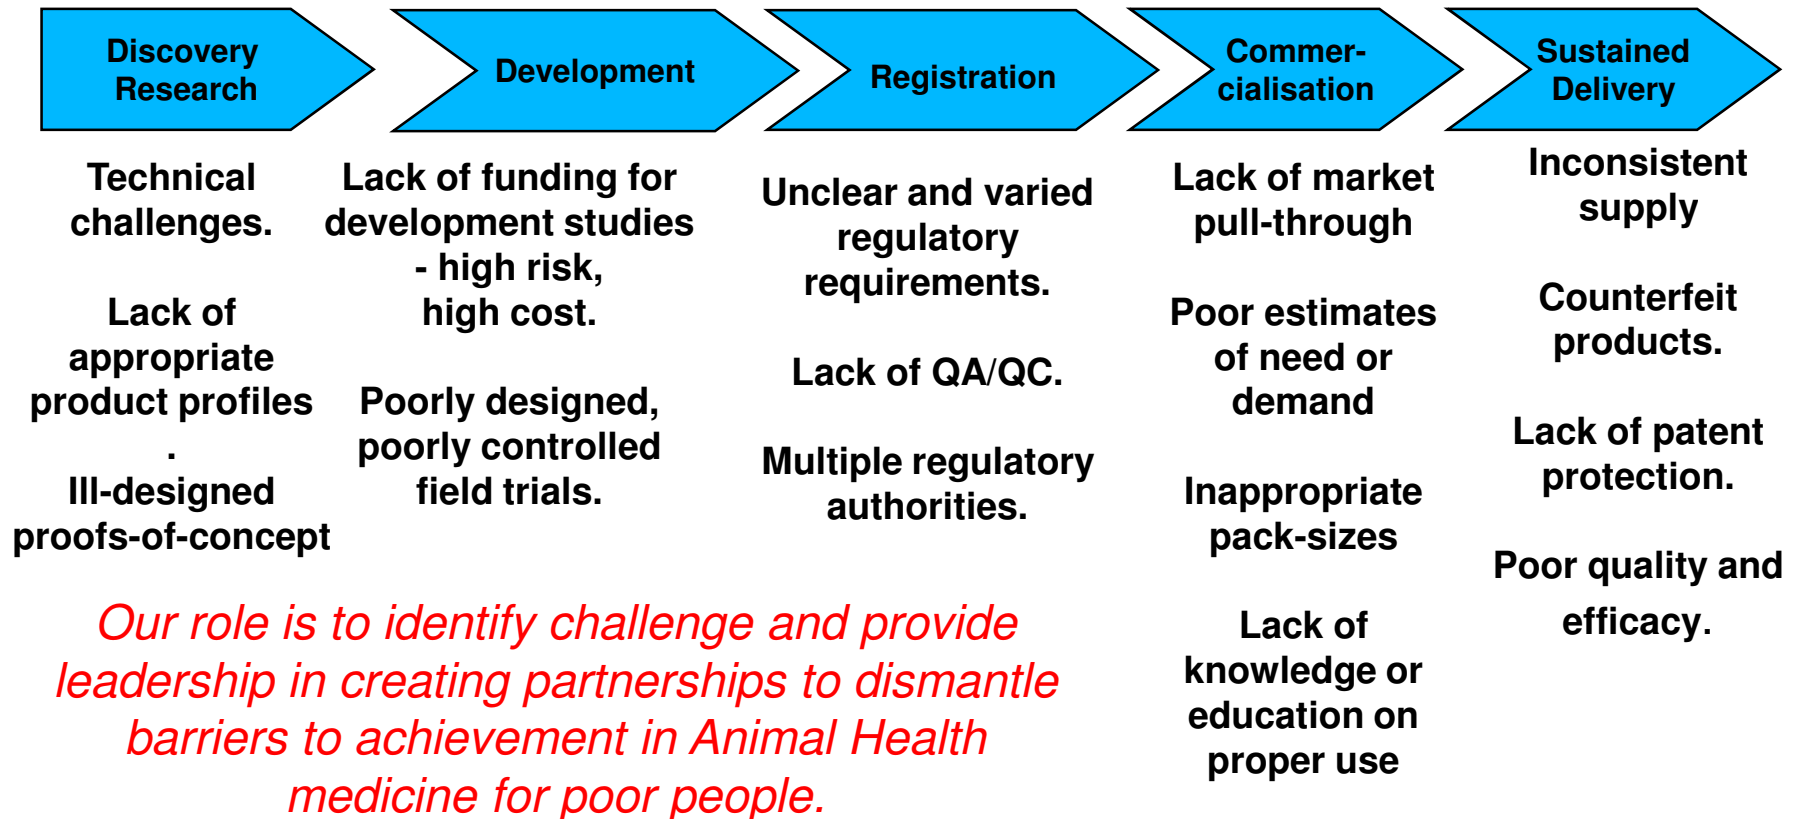 Discovery
Research
Development
Registration
Commer-
cialisation
Sustained
Delivery
Technical
challenges.
Lack of
appropriate
product profiles
.
Ill-designed
proofs-of-concept
Lack of funding for
development studies
- high risk,
high cost.
Poorly designed,
poorly controlled
field trials.
Unclear and varied
regulatory
requirements.
Lack of QA/QC.
Multiple regulatory
authorities.
Lack of market
pull-through
Poor estimates
of need or
demand
Inappropriate
pack-sizes
Lack of
knowledge or
education on
proper use
Inconsistent
supply
Counterfeit
products.
Lack of patent
protection.
Poor quality and
efficacy.
Our role is to identify challenge and provide
leadership in creating partnerships to dismantle
barriers to achievement in Animal Health
medicine for poor people.